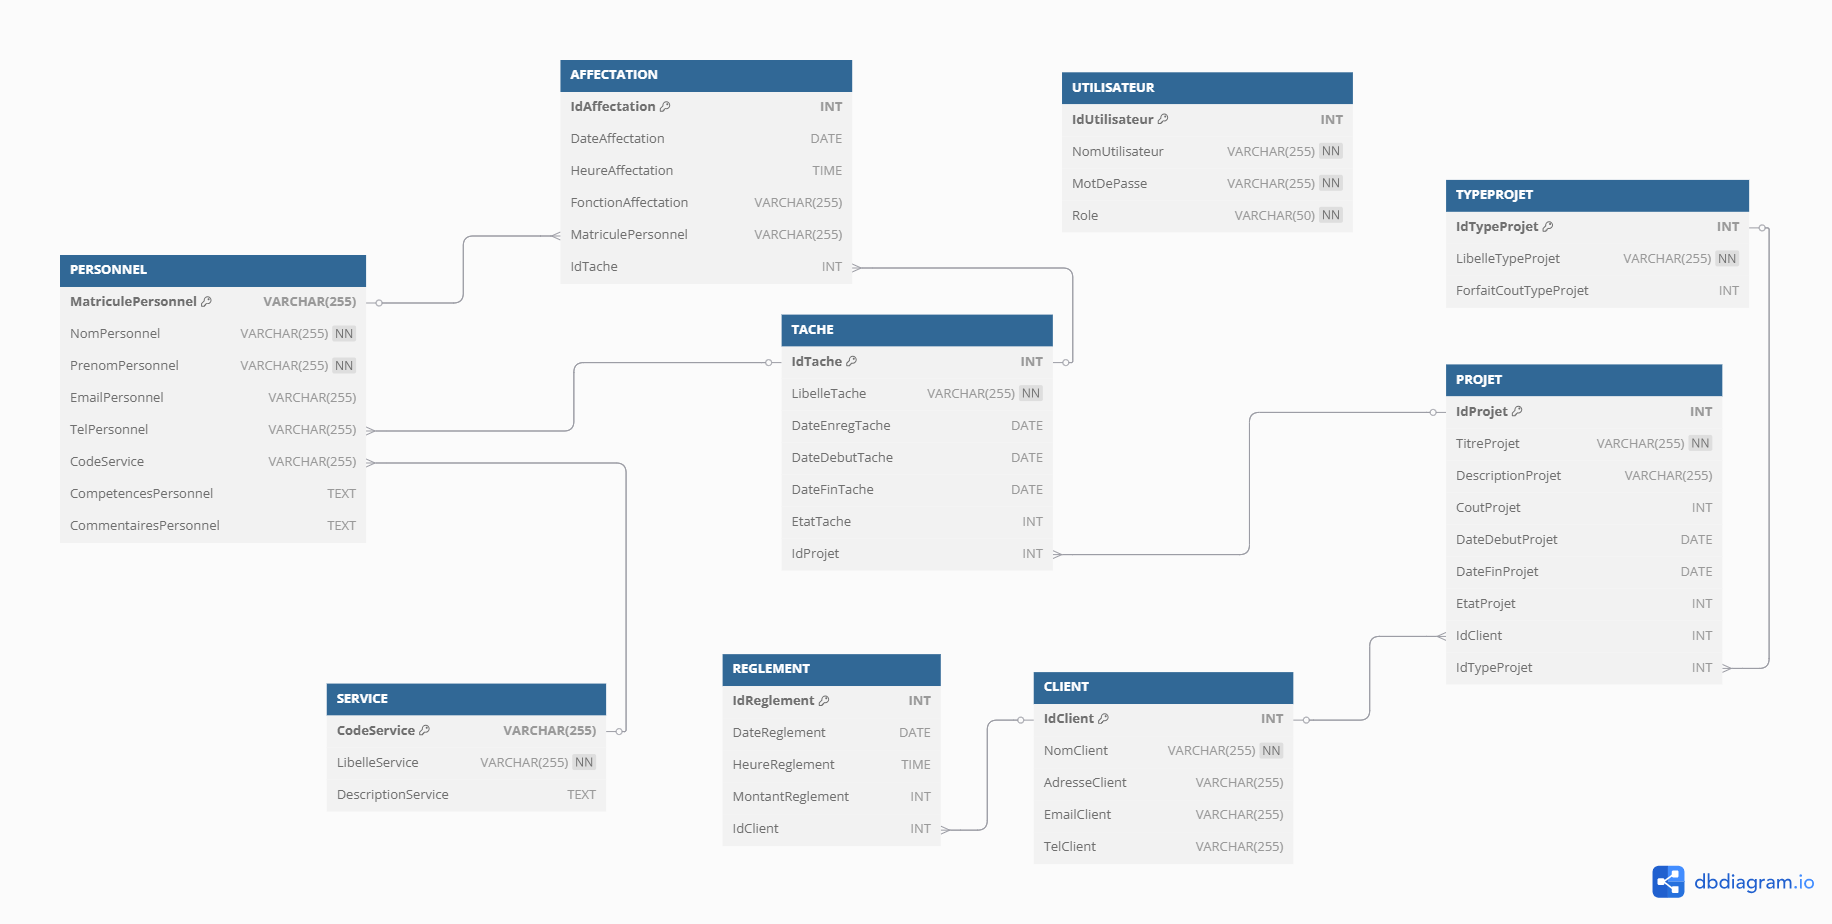 AFFECTATION
IdAffectation INT
DateAffectation DATE
HeureAffectation TIME
FonctionAffectation VARCHAR(255)
MatriculePersonnel VARCHAR(255)
IdTache INT
UTILISATEUR
IdUtilisateur INT
NomUtilisateur VARCHAR(255) NN
MotDePasse VARCHAR(255) NN
Role VARCHAR(50) NN
TYPEPROJET
IdTypeProjet INT
LibelleTypeProjet VARCHAR(255) NN
ForfaitCoutTypeProjet INT
PERSONNEL
MatriculePersonnel VARCHAR(255)
NomPersonnel VARCHAR(255) NN
PrenomPersonnel VARCHAR(255) NN
EmailPersonnel VARCHAR(255)
TelPersonnel VARCHAR(255)
CodeService VARCHAR(255)
CompetencesPersonnel TEXT
CommentairesPersonnel TEXT
TACHE
IdTache INT
LibelleTache VARCHAR(255) NN
DateEnregTache DATE
DateDebutTache DATE
DateFinTache DATE
EtatTache INT
IdProjet INT
PROJET
IdProjet INT
TitreProjet VARCHAR(255) NN
DescriptionProjet VARCHAR(255)
CoutProjet INT
DateDebutProjet DATE
DateFinProjet DATE
EtatProjet INT
IdClient INT
IdTypeProjet INT
SERVICE
CodeService VARCHAR(255)
LibelleService VARCHAR(255) NN
DescriptionService TEXT
REGLEMENT
IdReglement INT
DateReglement DATE
HeureReglement TIME
MontantReglement INT
IdClient INT
CLIENT
IdClient INT
NomClient VARCHAR(255) NN
AdresseClient VARCHAR(255)
EmailClient VARCHAR(255)
TelClient VARCHAR(255)
dbdiagram.io